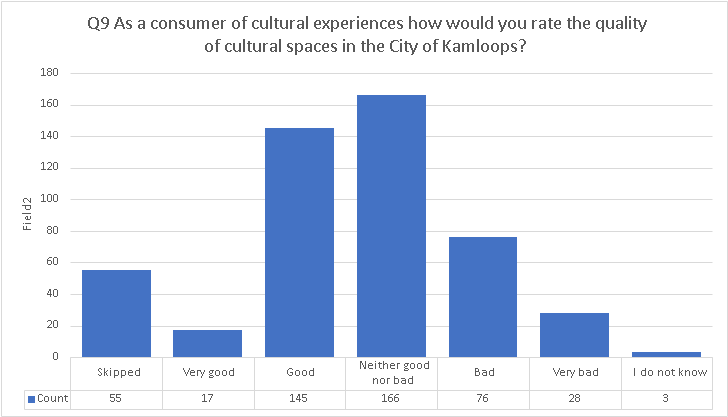 Q9 As a consumer of cultural experiences how would you rate the quality
of cultural spaces in the City of Kamloops?
180
160
140
120
100
80
60
40
20
0
Field2
Skipped Very good Good Neither good nor bad Bad Very bad I do not know
Count 55 17 145 166 76 28 3